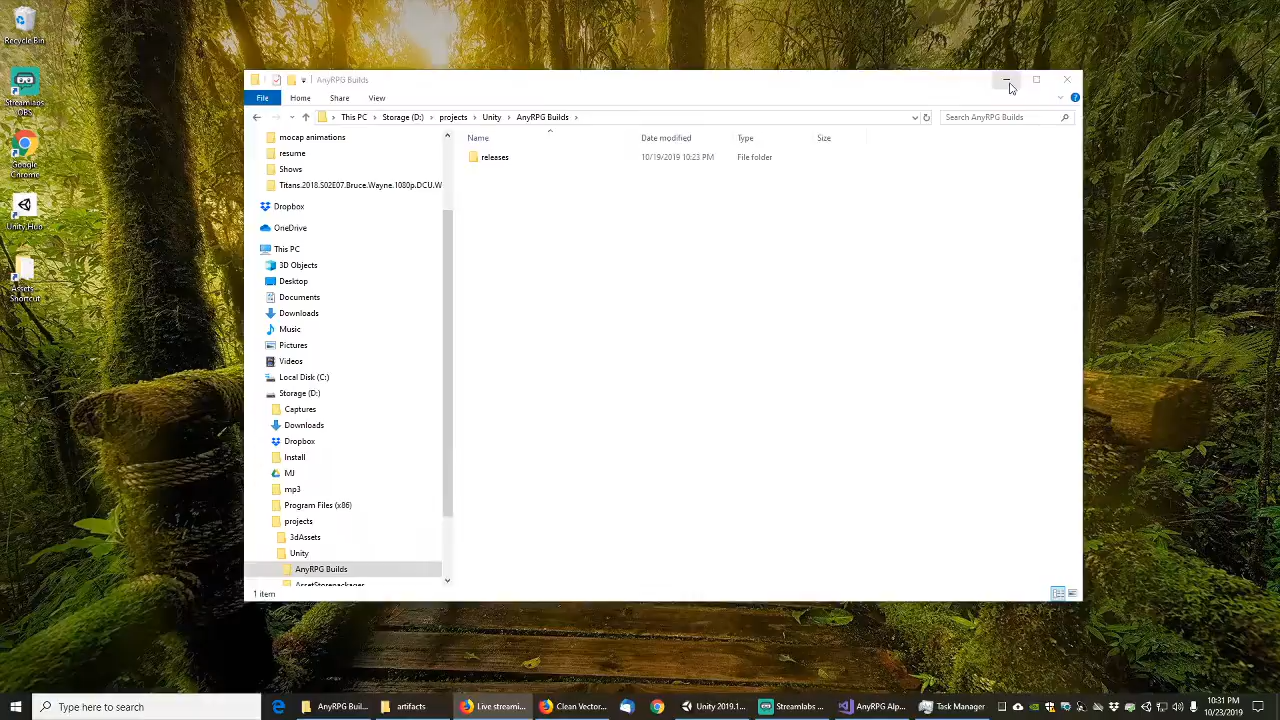 Recycle Bin
Streamlabs OBS
Google Chrome
Unity Hub
Assets - Shortcut
AnyRPG Builds
File Home Share View
This PC > Storage (D:) > projects > Unity > AnyRPG Builds >
Search AnyRPG Builds
Name Date modified Type Size
releases 10/19/2019 10:23 PM File folder
mocap animations
resume
Shows
Titans.2018.S02E07.Bruce.Wayne.1080p.DCU.W
Dropbox
OneDrive
This PC
3D Objects
Desktop
Documents
Downloads
Music
Pictures
Videos
Local Disk (C:)
Storage (D:)
Captures
Downloads
Dropbox
Install
MJ
mp3
Program Files (x86)
projects
3dAssets
Unity
AnyRPG Builds
AssetStorepackages
1 item
Type here to search
AnyRPG Buil...
artifacts
Live streami...
Clean Vector...
Unity 2019.1...
Streamlabs ...
AnyRPG Alp...
Task Manager
10:31 PM
10/23/2019